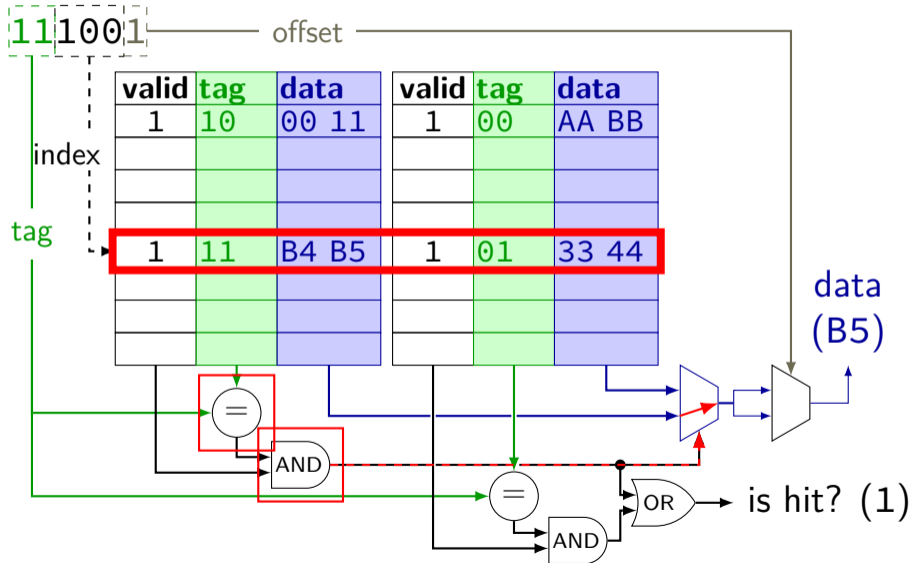 111001
offset
valid tag data valid tag data
1 10 00 11 1 00 AA BB
index
tag
1 11 B4 B5 1 01 33 44
data
(B5)
=
AND
=
OR
is hit? (1)
AND